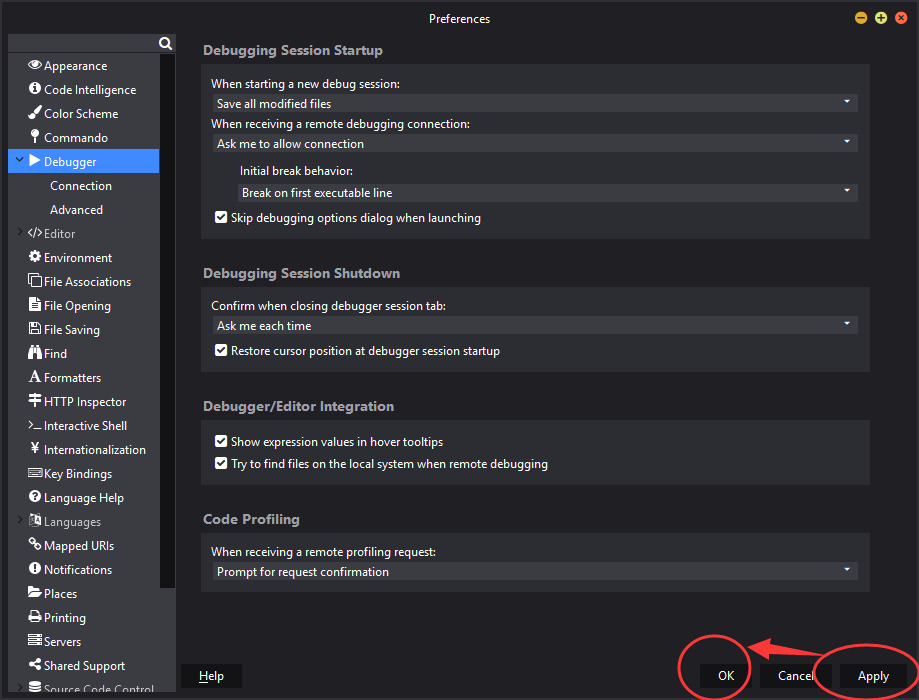 Preferences
Appearance
Code Intelligence
Color Scheme
Commando
Debugger
Connection
Advanced
Editor
Environment
File Associations
File Opening
File Saving
Find
Formatters
HTTP Inspector
Interactive Shell
Internationalization
Key Bindings
Language Help
Languages
Mapped URIs
Notifications
Places
Printing
Servers
Shared Support
Source Code Control
Debugging Session Startup
When starting a new debug session:
Save all modified files
When receiving a remote debugging connection:
Ask me to allow connection
Initial break behavior:
Break on first executable line
Skip debugging options dialog when launching
Debugging Session Shutdown
Confirm when closing debugger session tab:
Ask me each time
Restore cursor position at debugger session startup
Debugger/Editor Integration
Show expression values in hover tooltips
Try to find files on the local system when remote debugging
Code Profiling
When receiving a remote profiling request:
Prompt for request confirmation
Help
OK
Cancel
Apply